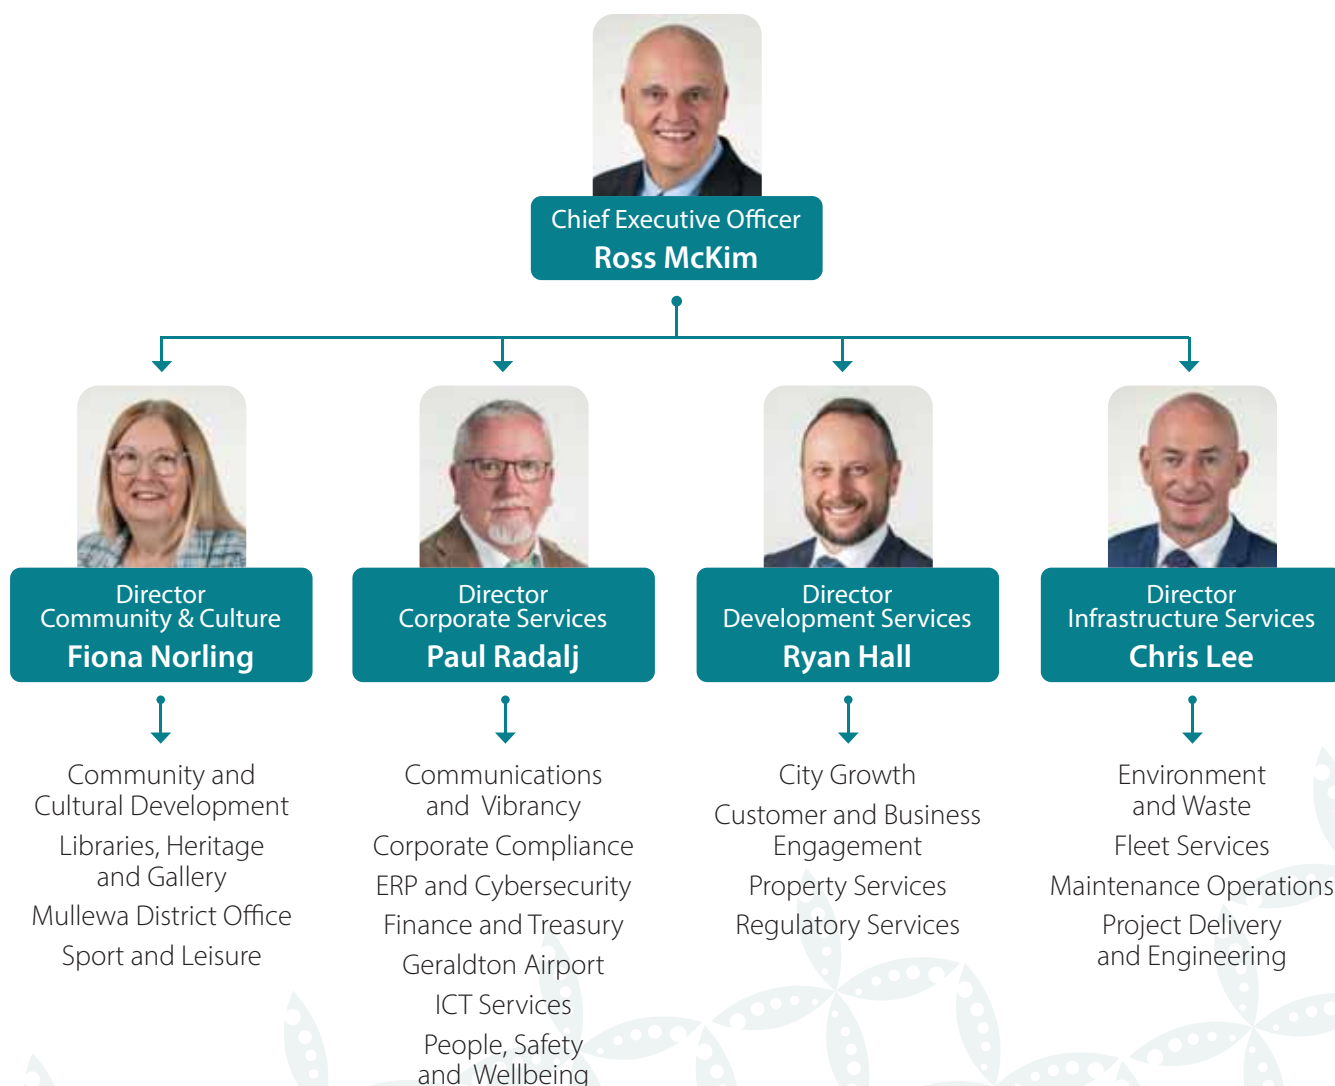 Chief Executive Officer
Ross McKim
Director
Community & Culture
Fiona Norling
Director
Corporate Services
Paul Radalj
Director
Development Services
Ryan Hall
Director
Infrastructure Services
Chris Lee
Community and
Cultural Development
Libraries, Heritage
and Gallery
Mullewa District Office
Sport and Leisure
Communications
and Vibrancy
Corporate Compliance
ERP and Cybersecurity
Finance and Treasury
Geraldton Airport
ICT Services
People, Safety
and Wellbeing
City Growth
Customer and Business
Engagement
Property Services
Regulatory Services
Environment
and Waste
Fleet Services
Maintenance Operations
Project Delivery
and Engineering